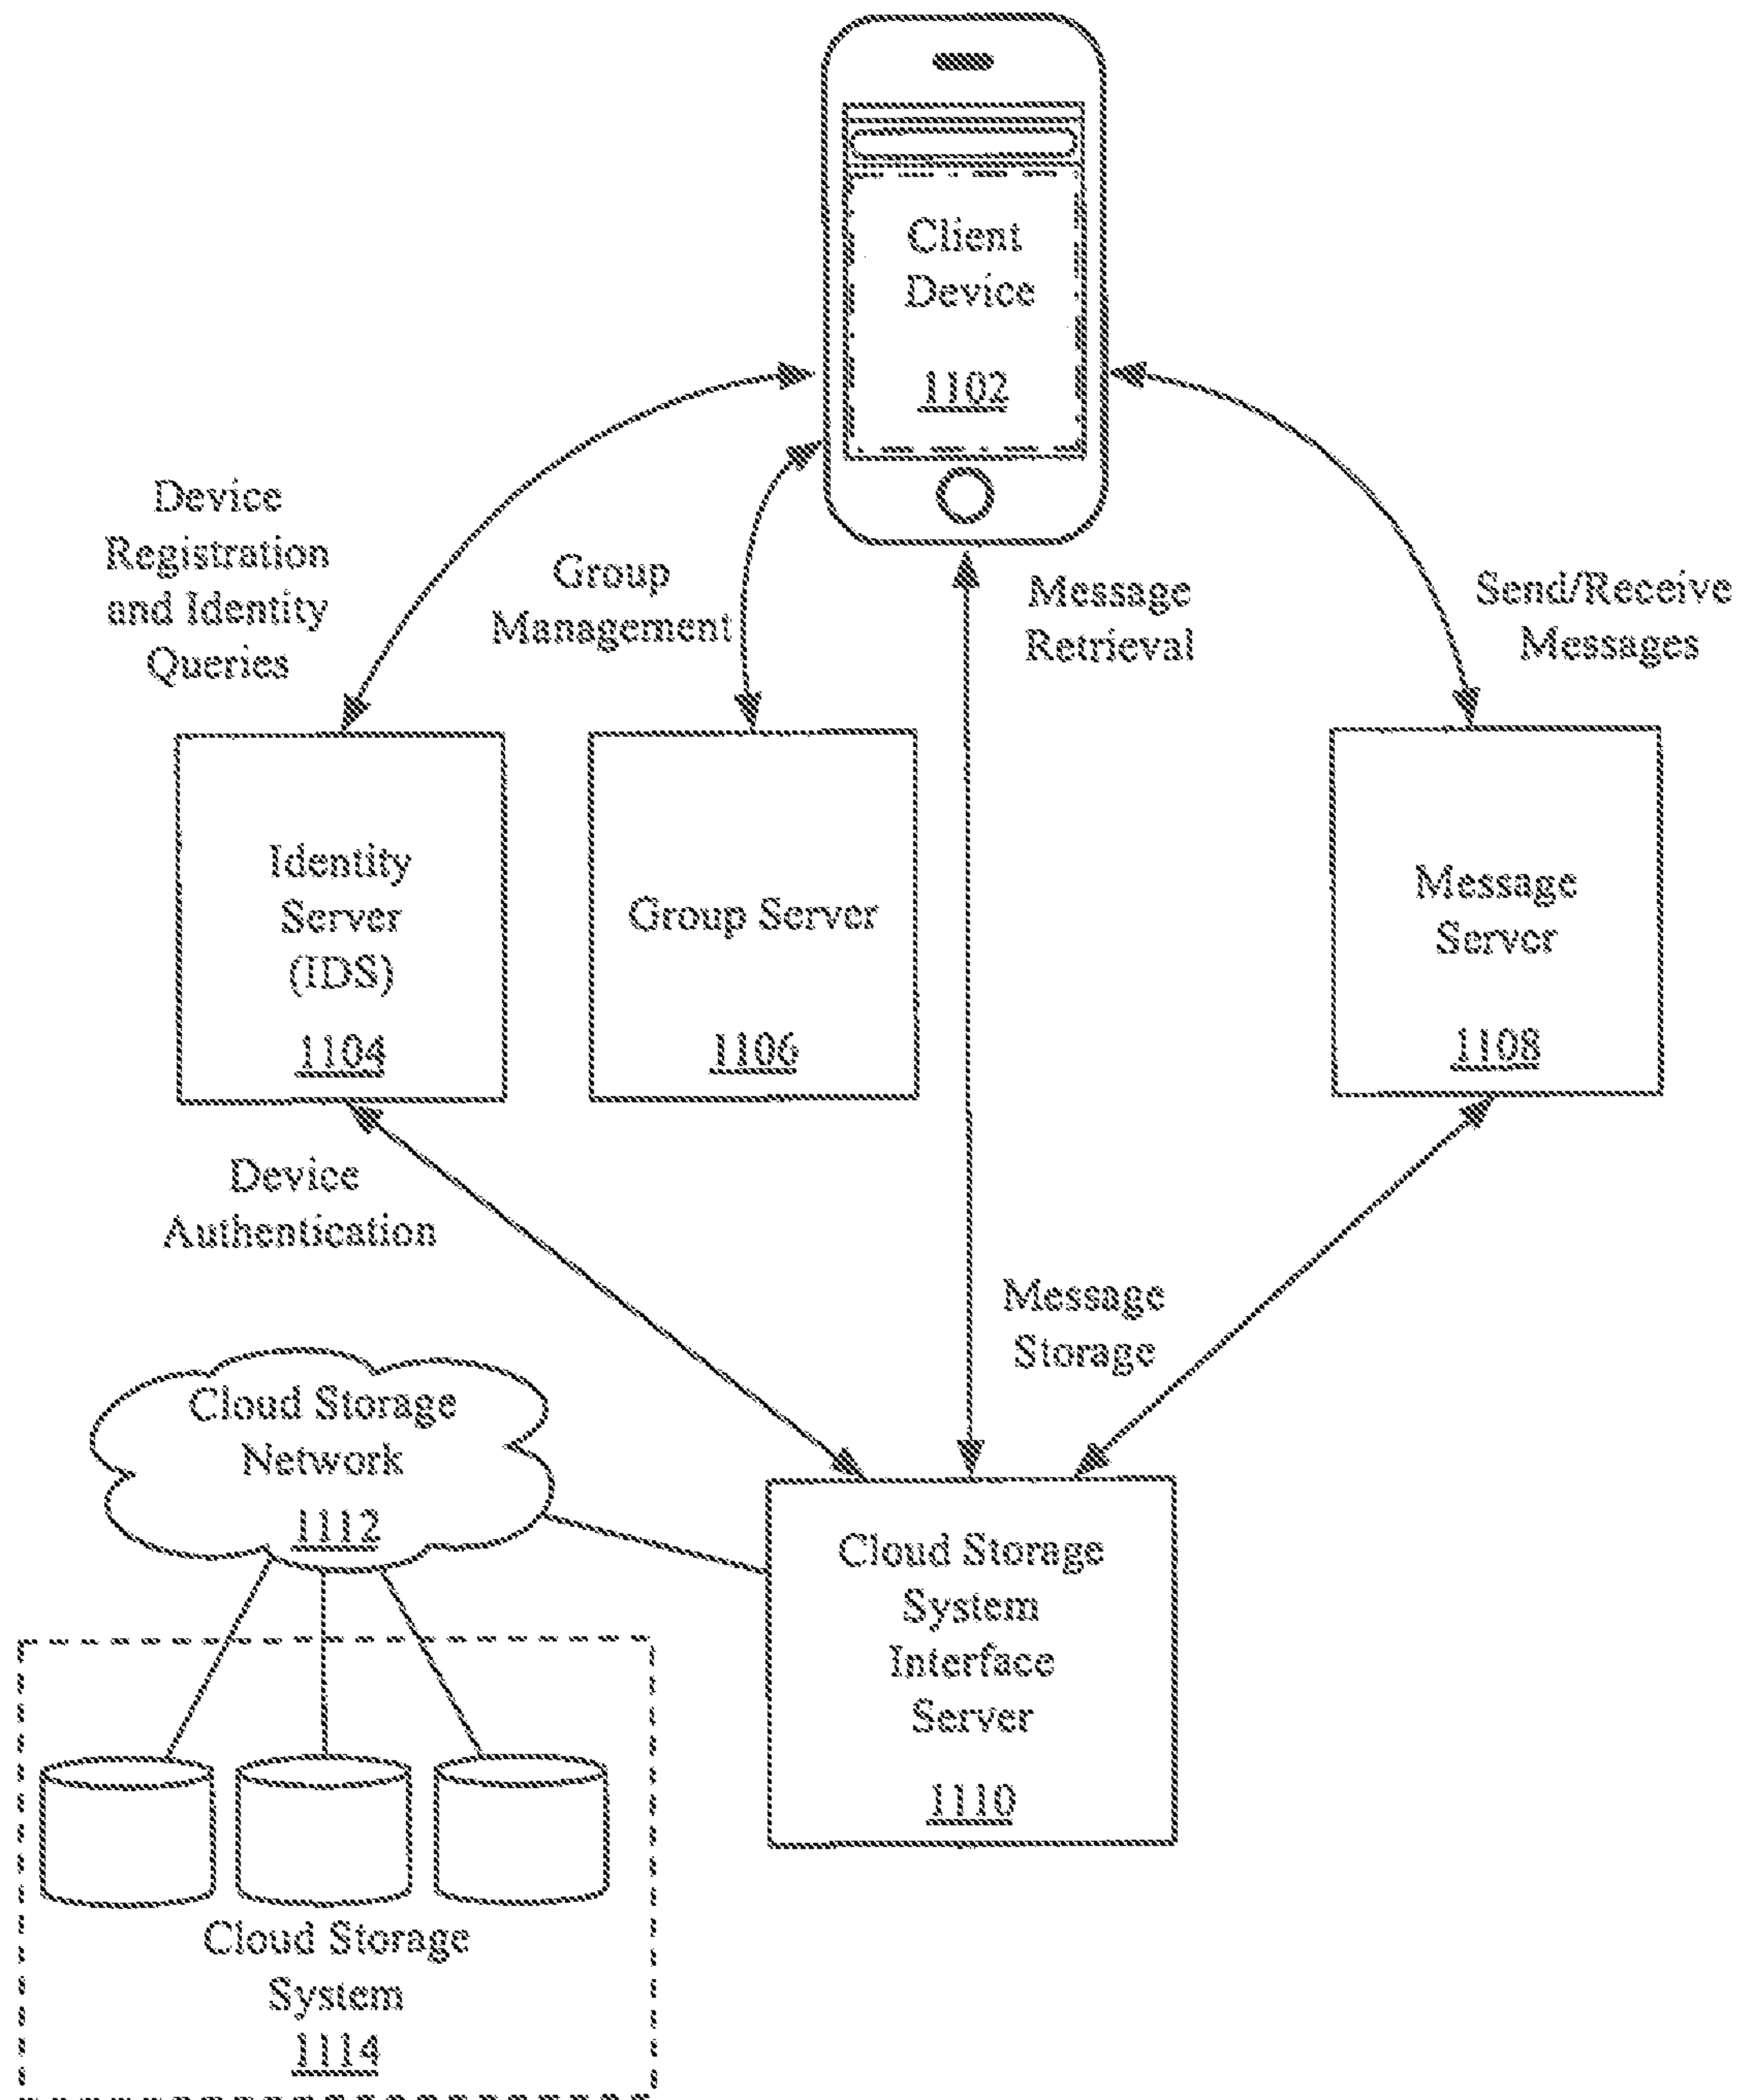 Client
Device
1102
Device
Registration
and Identity
Queries
Group
Management
Message
Retrieval
Send/Receive
Messages
Identity
Server
(IDS)
1104
Group Server
1106
Message
Server
1108
Device
Authentication
Message
Storage
Cloud Storage
Network
1112
Cloud Storage
System
Interface
Server
1110
Cloud Storage
System
1114